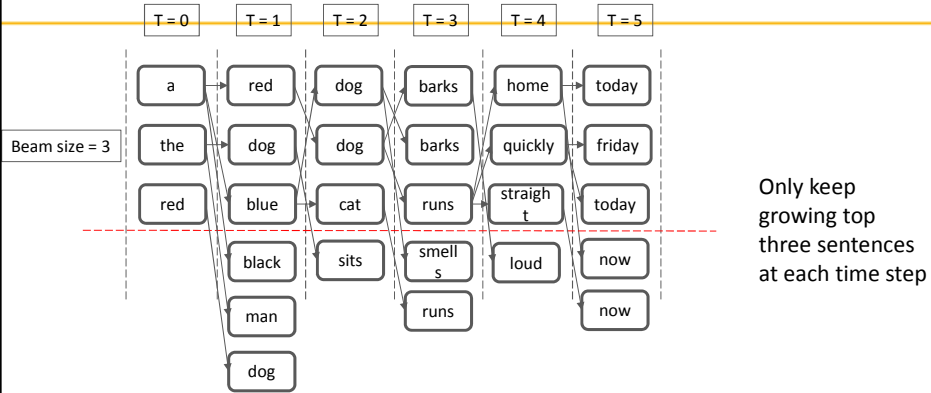 T = 0 T = 1 T = 2 T = 3 T = 4 T = 5
a red dog barks home today
Beam size = 3
the dog dog barks quickly friday
red blue cat runs straigh
t today
Only keep
growing top
three sentences
at each time step
black sits smell
s loud now
man runs now
dog